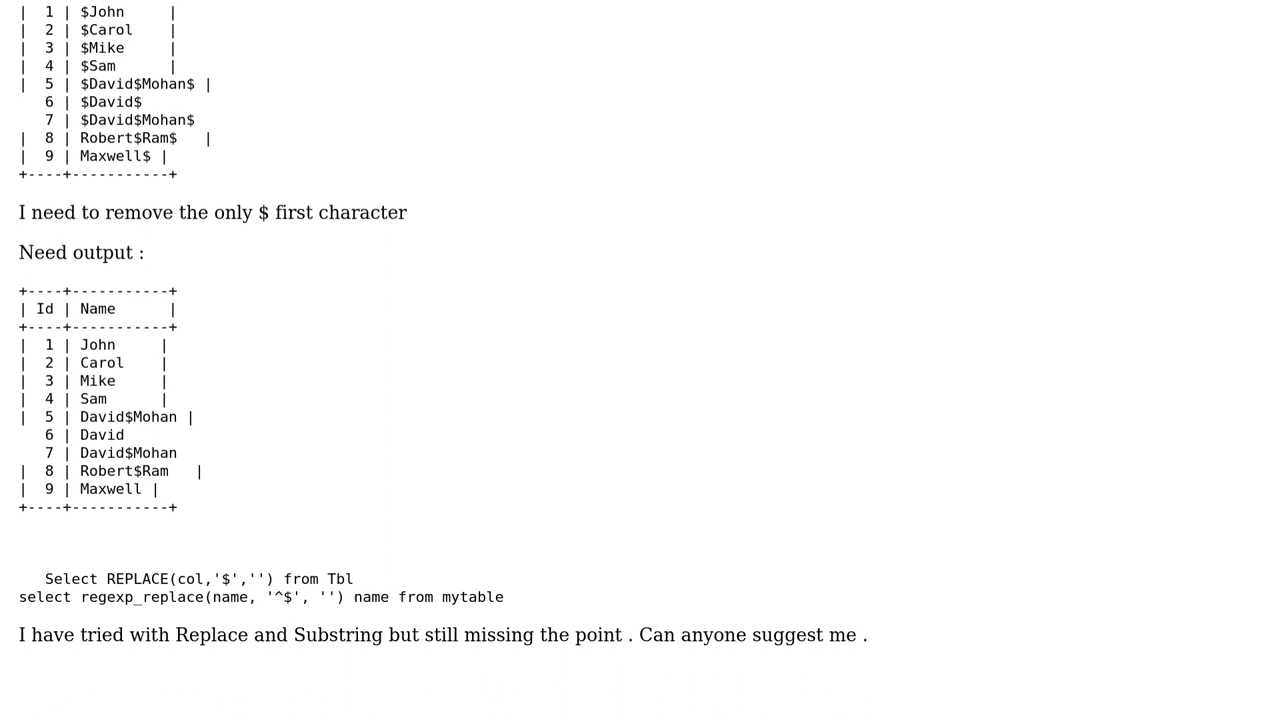 |  1 | $John     |
|  2 | $Carol    |
|  3 | $Mike     |
|  4 | $Sam      |
|  5 | $David$Mohan$ |
   6 | $David$
   7 | $David$Mohan$
|  8 | Robert$Ram$   |
|  9 | Maxwell$ |
+----+-----------+
I need to remove the only $ first character
Need output :
+----+-----------+
| Id | Name      |
+----+-----------+
|  1 | John     |
|  2 | Carol    |
|  3 | Mike     |
|  4 | Sam      |
|  5 | David$Mohan |
   6 | David
   7 | David$Mohan
|  8 | Robert$Ram   |
|  9 | Maxwell |
+----+-----------+
   Select REPLACE(col,'$','') from Tbl
select regexp_replace(name, '^$', '') name from mytable
I have tried with Replace and Substring but still missing the point . Can anyone suggest me .